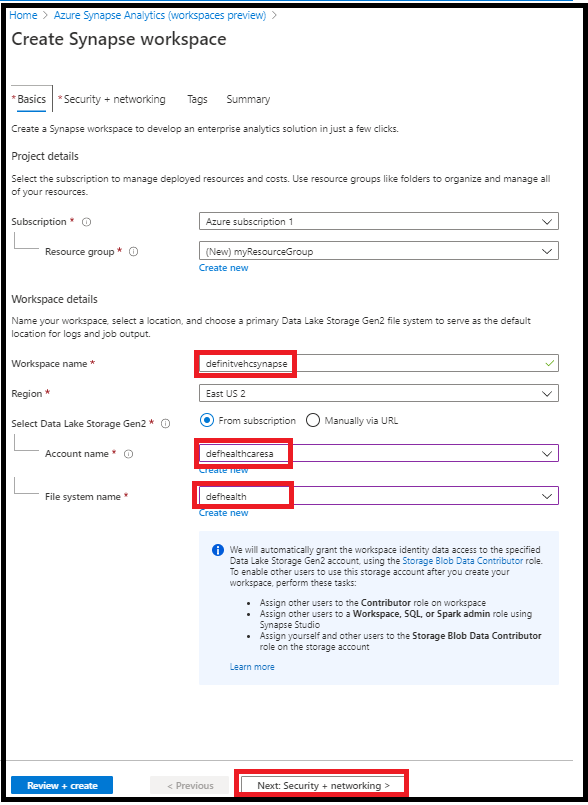 Home > Azure Synapse Analytics (workspaces preview) >
Create Synapse workspace
*Basics *Security + networking Tags Summary
Create a Synapse workspace to develop an enterprise analytics solution in just a few clicks.
Project details
Select the subscription to manage deployed resources and costs. Use resource groups like folders to organize and manage all
of your resources.
Subscription * Azure subscription 1
Resource group * (New) myResourceGroup
Create new
Workspace details
Name your workspace, select a location, and choose a primary Data Lake Storage Gen2 file system to serve as the default
location for logs and job output.
Workspace name * definitvehcsynapse
Region * East US 2
Select Data Lake Storage Gen2 * From subscription Manually via URL
Account name * defhealthcaresa
Create new
File system name * defhealth
Create new
We will automatically grant the workspace identity data access to the specified
Data Lake Storage Gen2 account, using the Storage Blob Data Contributor role.
To enable other users to use this storage account after you create your
workspace, perform these tasks:
• Assign other users to the Contributor role on workspace
• Assign other users to a Workspace, SQL, or Spark admin role using
Synapse Studio
• Assign yourself and other users to the Storage Blob Data Contributor
role on the storage account
Learn more
Review + create < Previous Next: Security + networking >